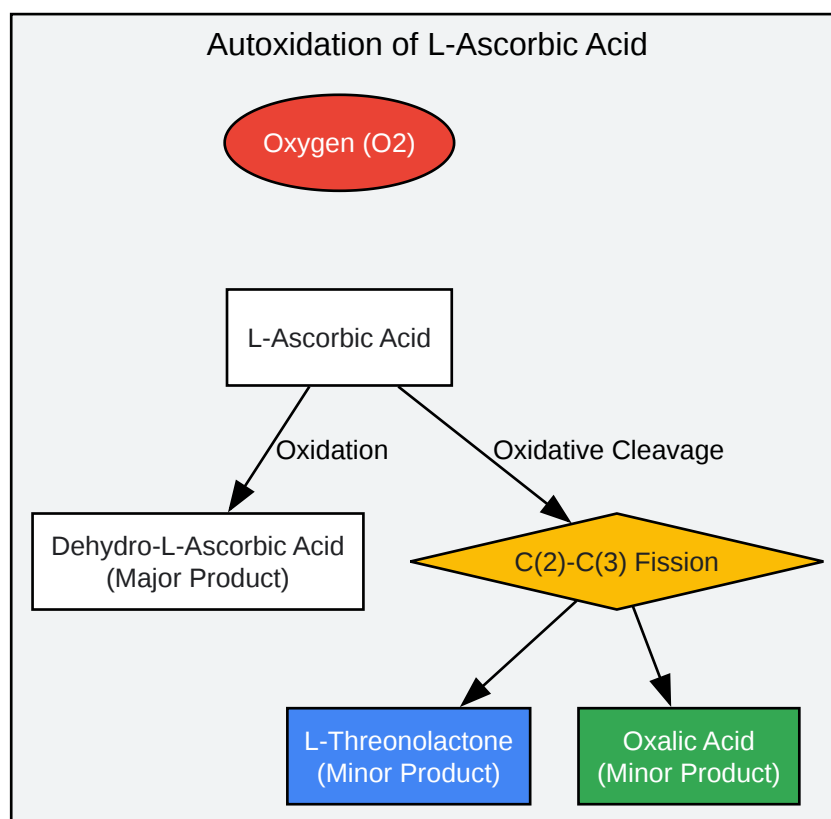 Autoxidation of L-Ascorbic Acid
Oxygen (O2)
L-Ascorbic Acid
Oxidation
Oxidative Cleavage
Dehydro-L-Ascorbic Acid
(Major Product)
C(2)-C(3) Fission
L-Threonolactone
(Minor Product)
Oxalic Acid
(Minor Product)